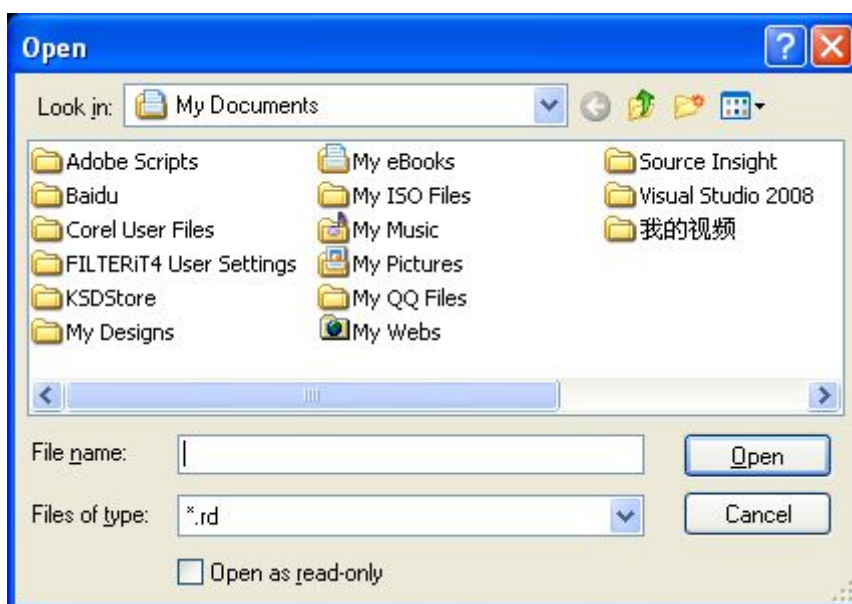 Open
Look in: My Documents
Adobe Scripts
Baidu
Corel User Files
FILTERiT4 User Settings
KSDStore
My Designs
My eBooks
My ISO Files
My Music
My Pictures
My QQ Files
My Webs
Source Insight
Visual Studio 2008
我的视频
File name:
Open
Files of type: *.rd
Cancel
Open as read-only